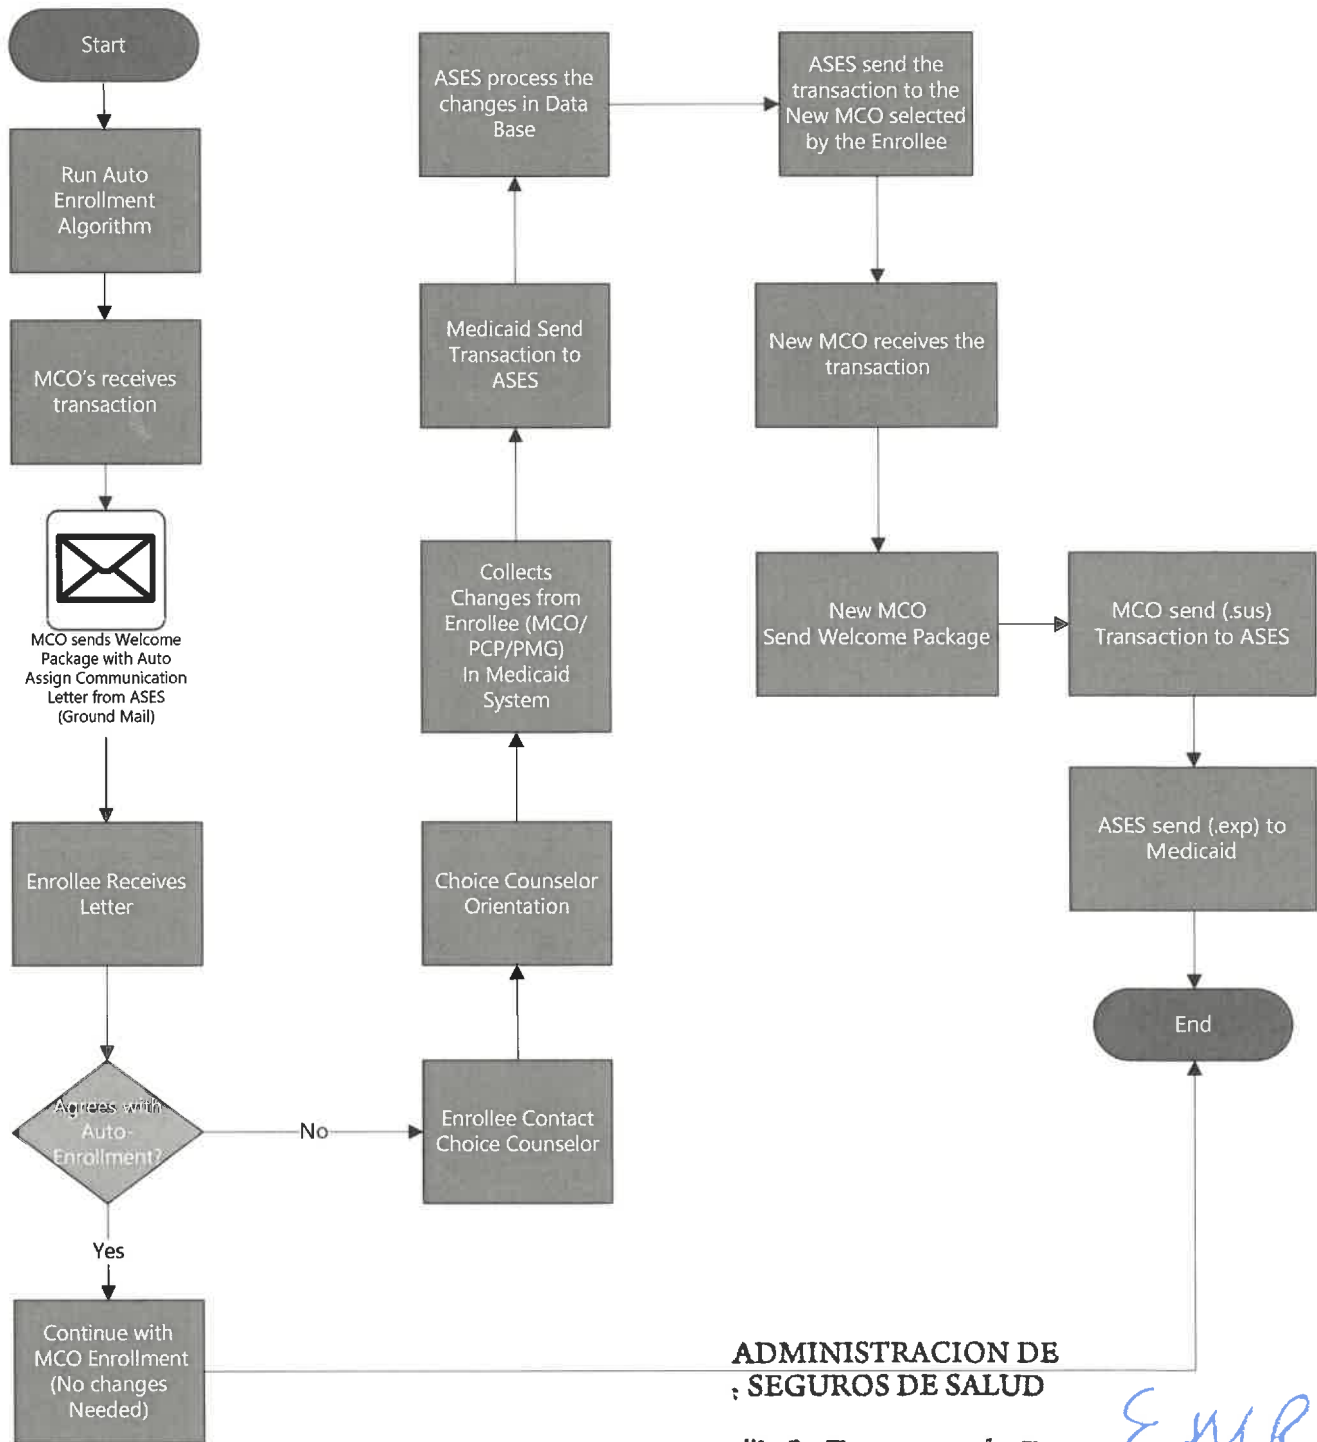 Start
Run Auto
Enrollment
Algorithm
MCO's receives
transaction
MCO sends Welcome
Package with Auto
Assign Communication
Letter from ASES
(Ground Mail)
Enrollee Receives
Letter
Agrees with
Auto-
Enrollment?
No
Yes
Continue with
MCO Enrollment
(No changes
Needed)
Enrollee Contact
Choice Counselor
Choice Counselor
Orientation
Collects
Changes from
Enrollee (MCO/
PCP/PMG)
In Medicaid
System
Medicaid Send
Transaction to
ASES
ASES process the
changes in Data
Base
ASES send the
transaction to the
New MCO selected
by the Enrollee
New MCO receives the
transaction
New MCO
Send Welcome Package
MCO send (.sus)
Transaction to ASES
ASES send (.exp) to
Medicaid
End
ADMINISTRACION DE
SEGUROS DE SALUD